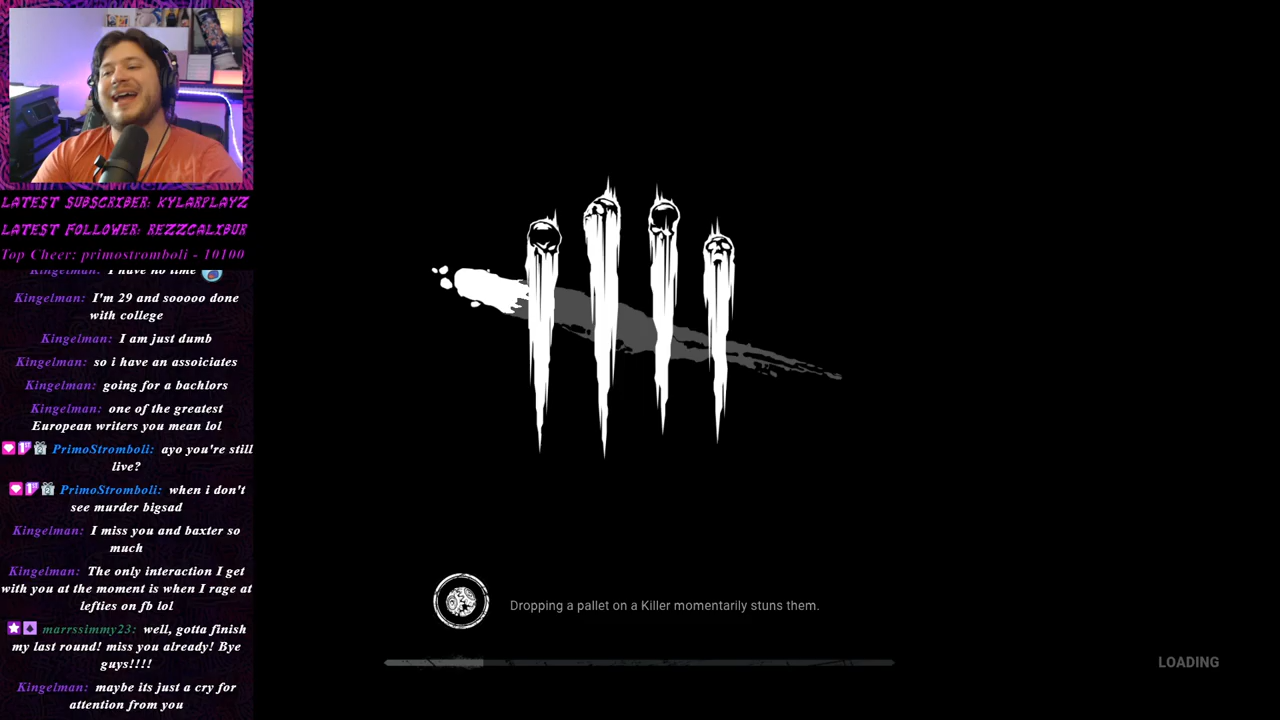 LATEST SUBSCRIBER: KYLARPLAYZ
LATEST FOLLOWER: REZZCALIBUR
Top Cheer: primostromboli - 10100
Kingelman: I have no time
Kingelman: I'm 29 and sooooo done
with college
Kingelman: I am just dumb
Kingelman: so i have an assoiciates
Kingelman: going for a bachlors
Kingelman: one of the greatest
European writers you mean lol
PrimoStromboli: ayo you're still
live?
PrimoStromboli: when i don't
see murder bigsad
Kingelman: I miss you and baxter so
much
Kingelman: The only interaction I get
with you at the moment is when I rage at
lefties on fb lol
marrssimmy23: well, gotta finish
my last round! miss you already! Bye
guys!!!!
Kingelman: maybe its just a cry for
attention from you
Dropping a pallet on a Killer momentarily stuns them.
LOADING